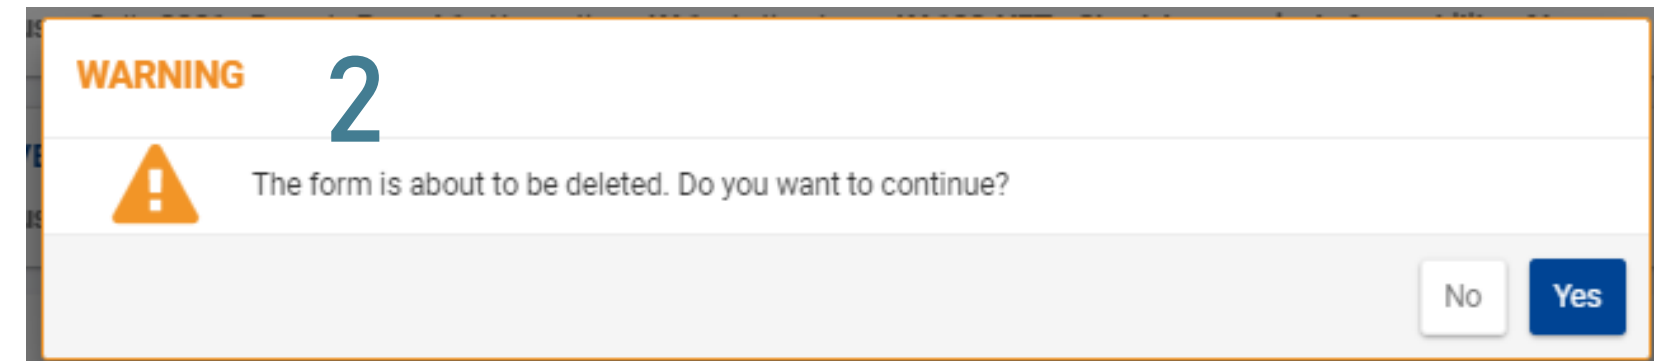 WARNING
2
The form is about to be deleted. Do you want to continue?
No
Yes